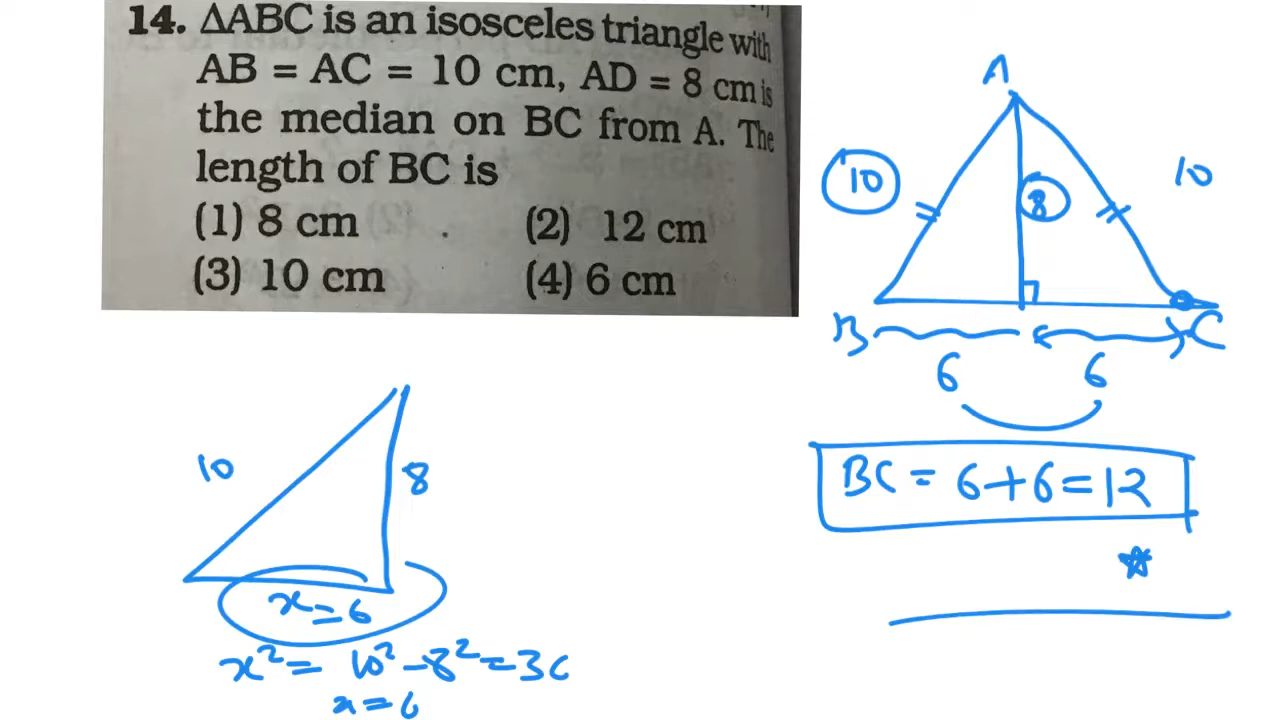 14. ΔABC is an isosceles triangle with
AB = AC = 10 cm, AD = 8 cm is
the median on BC from A. The
length of BC is
(1) 8 cm (2) 12 cm
(3) 10 cm (4) 6 cm
A
10 8 10
B C
6 6
BC = 6+6=12
10 8
x=6
x² = 10² - 8² = 36
x=6